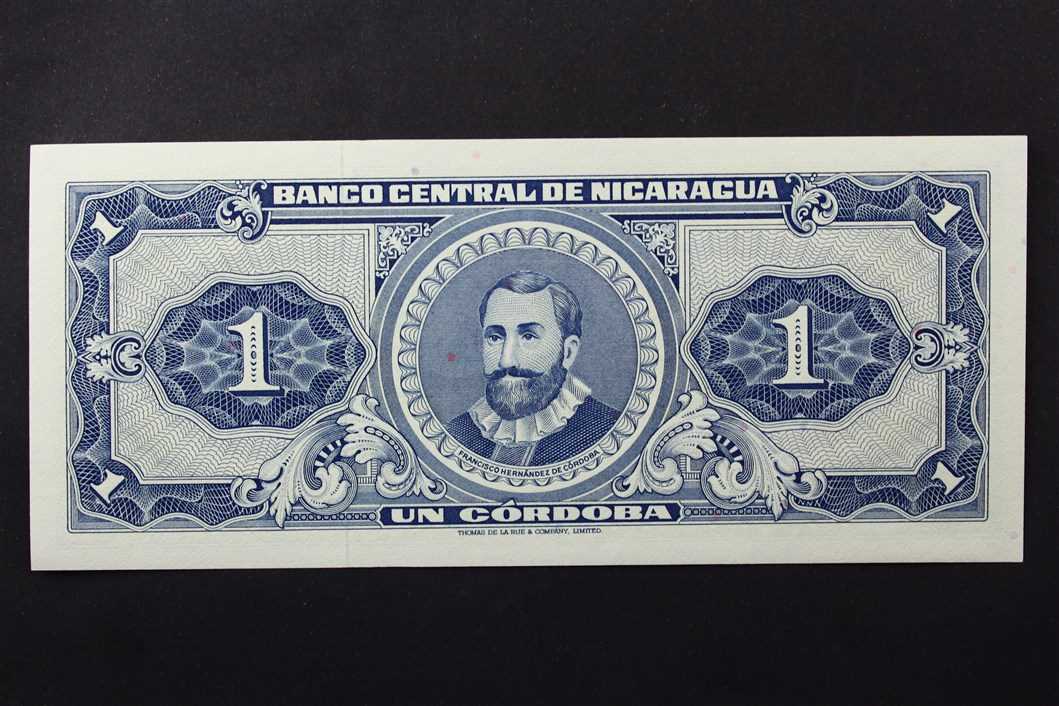 BANCO CENTRAL DE NICARAGUA
1 1
1 1
FRANCISCO HERNÁNDEZ DE CÓRDOBA
1 1
UN CÓRDOBA
THOMAS DE LA RUE & COMPANY, LIMITED.